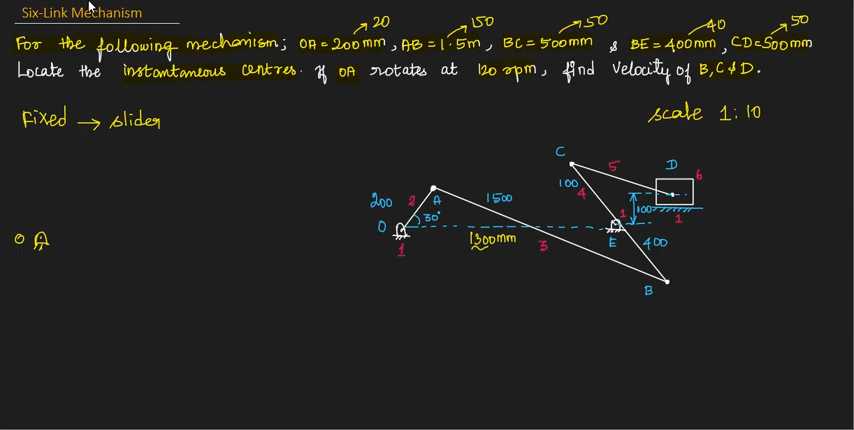 Six-Link Mechanism
20 150 50 40 50
For the following mechanism; OA = 200mm, AB = 1.5m, BC = 500mm & BE = 400mm, CD = 500mm
Locate the instantaneous centres. If OA rotates at 120 rpm, find velocity of B, C & D.
Fixed → slider
scale 1:10
C
D
5
6
100
4
200
2
A
1500
30°
100
1
1
O
1300mm
E
400
1
3
B
O